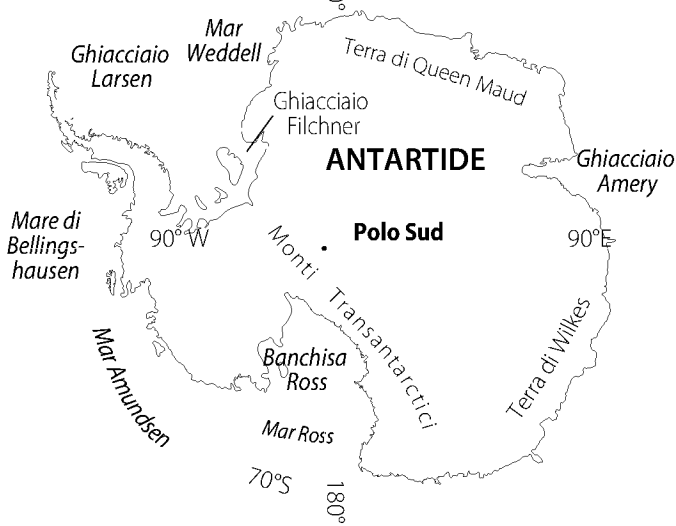 0°
Mar
Weddell
Ghiacciaio
Larsen
Terra di Queen Maud
Ghiacciaio
Filchner
ANTARTIDE
Ghiacciaio
Amery
Mare di
Bellings-
hausen
90°W
Polo Sud
90°E
Monti Transantarctici
Terra di Wilkes
Mar Amundsen
Banchisa
Ross
Mar Ross
70°S
180°